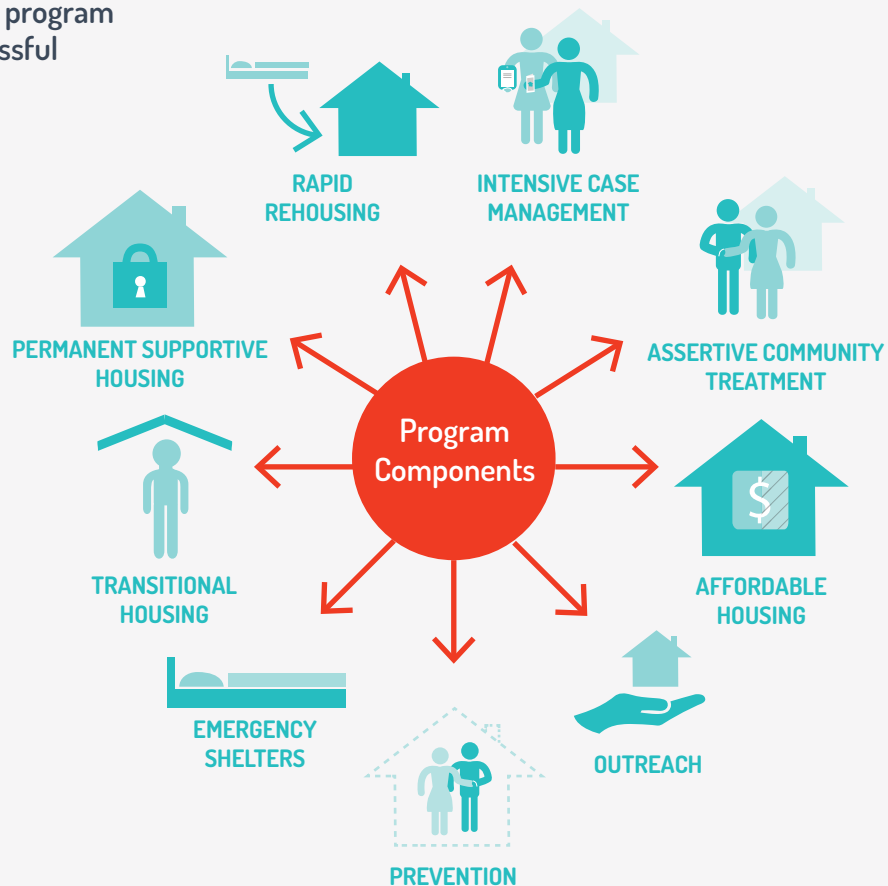 program
ssful
RAPID
REHOUSING
INTENSIVE CASE
MANAGEMENT
PERMANENT SUPPORTIVE
HOUSING
ASSERTIVE COMMUNITY
TREATMENT
Program
Components
$
TRANSITIONAL
HOUSING
AFFORDABLE
HOUSING
EMERGENCY
SHELTERS
OUTREACH
PREVENTION